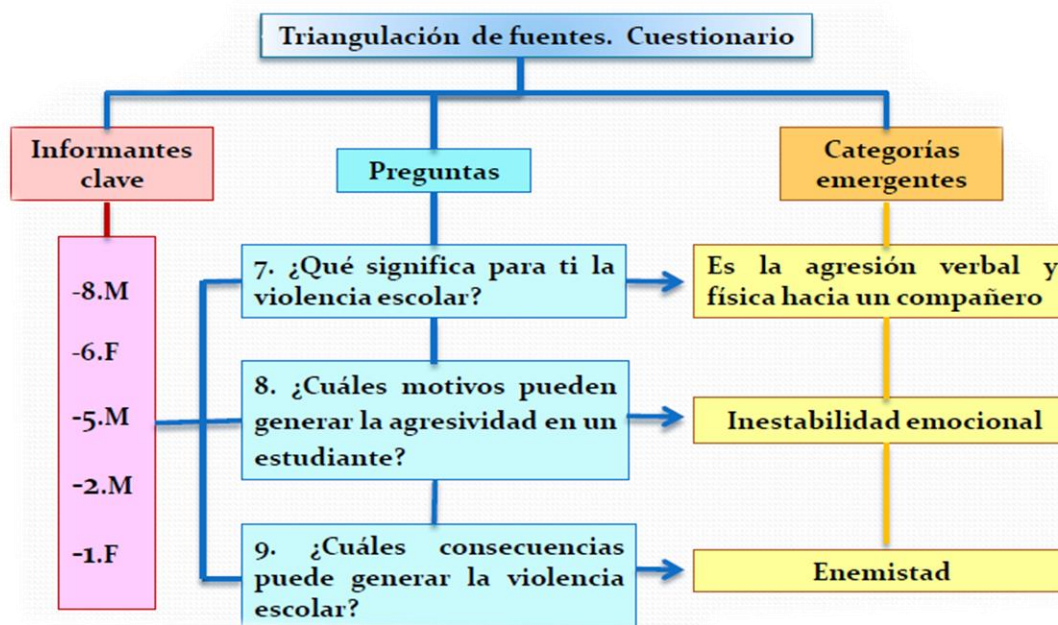 Triangulación de fuentes. Cuestionario
Informantes
clave
Preguntas
Categorías
emergentes
-8.M
-6.F
-5.M
-2.M
-1.F
7. ¿Qué significa para ti la
violencia escolar?
Es la agresión verbal y
física hacia un compañero
8. ¿Cuáles motivos pueden
generar la agresividad en un
estudiante?
Inestabilidad emocional
9. ¿Cuáles consecuencias
puede generar la violencia
escolar?
Enemistad